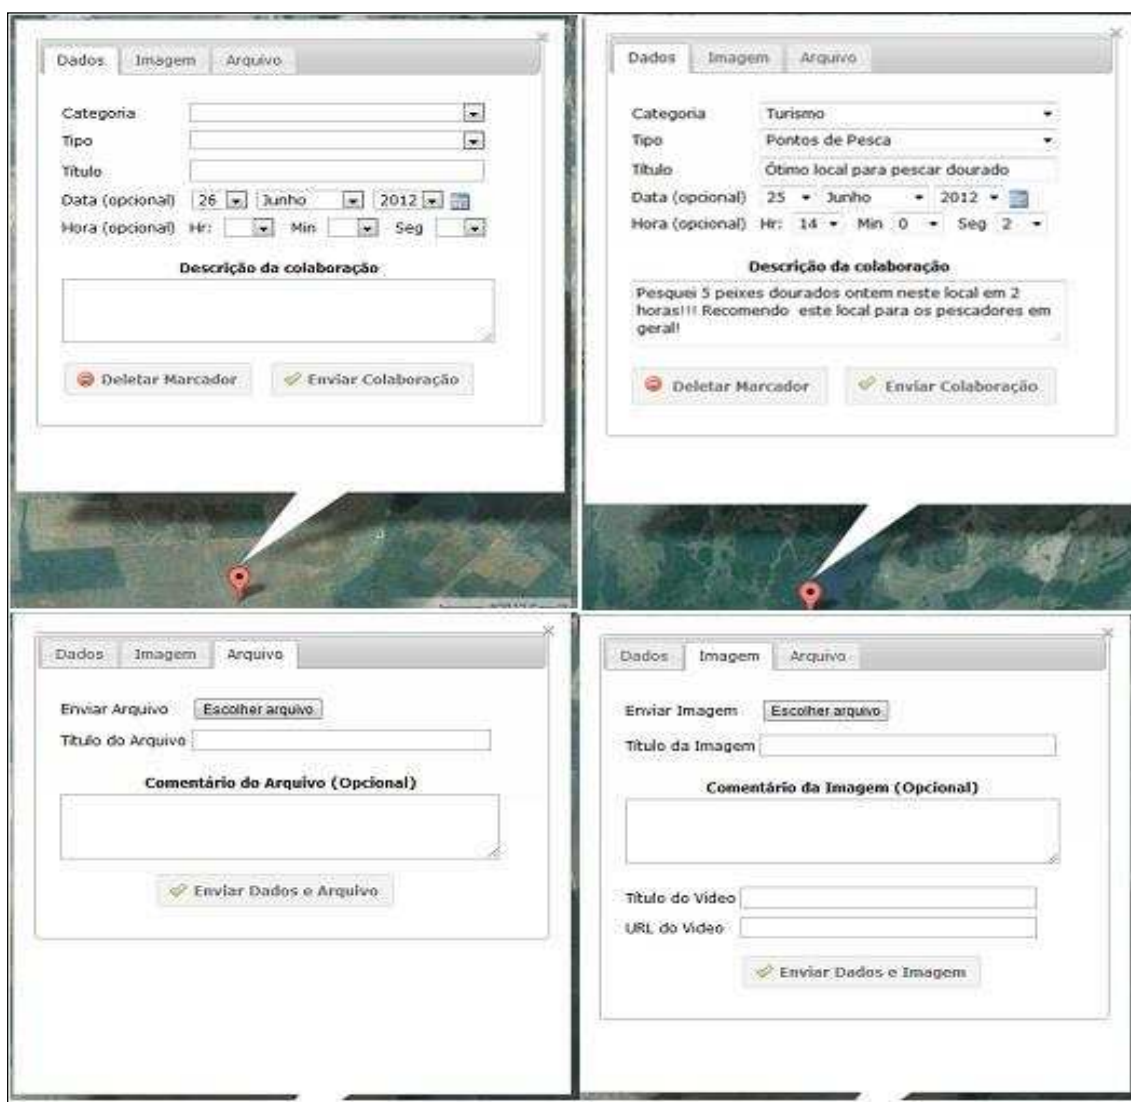 Dados Imagem Arquivo
Categoria
Tipo
Título
Data (opcional) 26 Junho 2012
Hora (opcional) Hr: Min Seg
Descrição da colaboração
Deletar Marcador Enviar Colaboração
Dados Imagem Arquivo
Categoria Turismo
Tipo Pontos de Pesca
Título Ótimo local para pescar dourado
Data (opcional) 25 Junho 2012
Hora (opcional) Hr: 14 Min 0 Seg 2
Descrição da colaboração
Pesquei 5 peixes dourados ontem neste local em 2
horas!!! Recomendo este local para os pescadores em
geral!
Deletar Marcador Enviar Colaboração
Dados Imagem Arquivo
Enviar Arquivo Escolher arquivo
Título do Arquivo
Comentário do Arquivo (Opcional)
Enviar Dados e Arquivo
Dados Imagem Arquivo
Enviar Imagem Escolher arquivo
Título da Imagem
Comentário da Imagem (Opcional)
Título do Video
URL do Video
Enviar Dados e Imagem